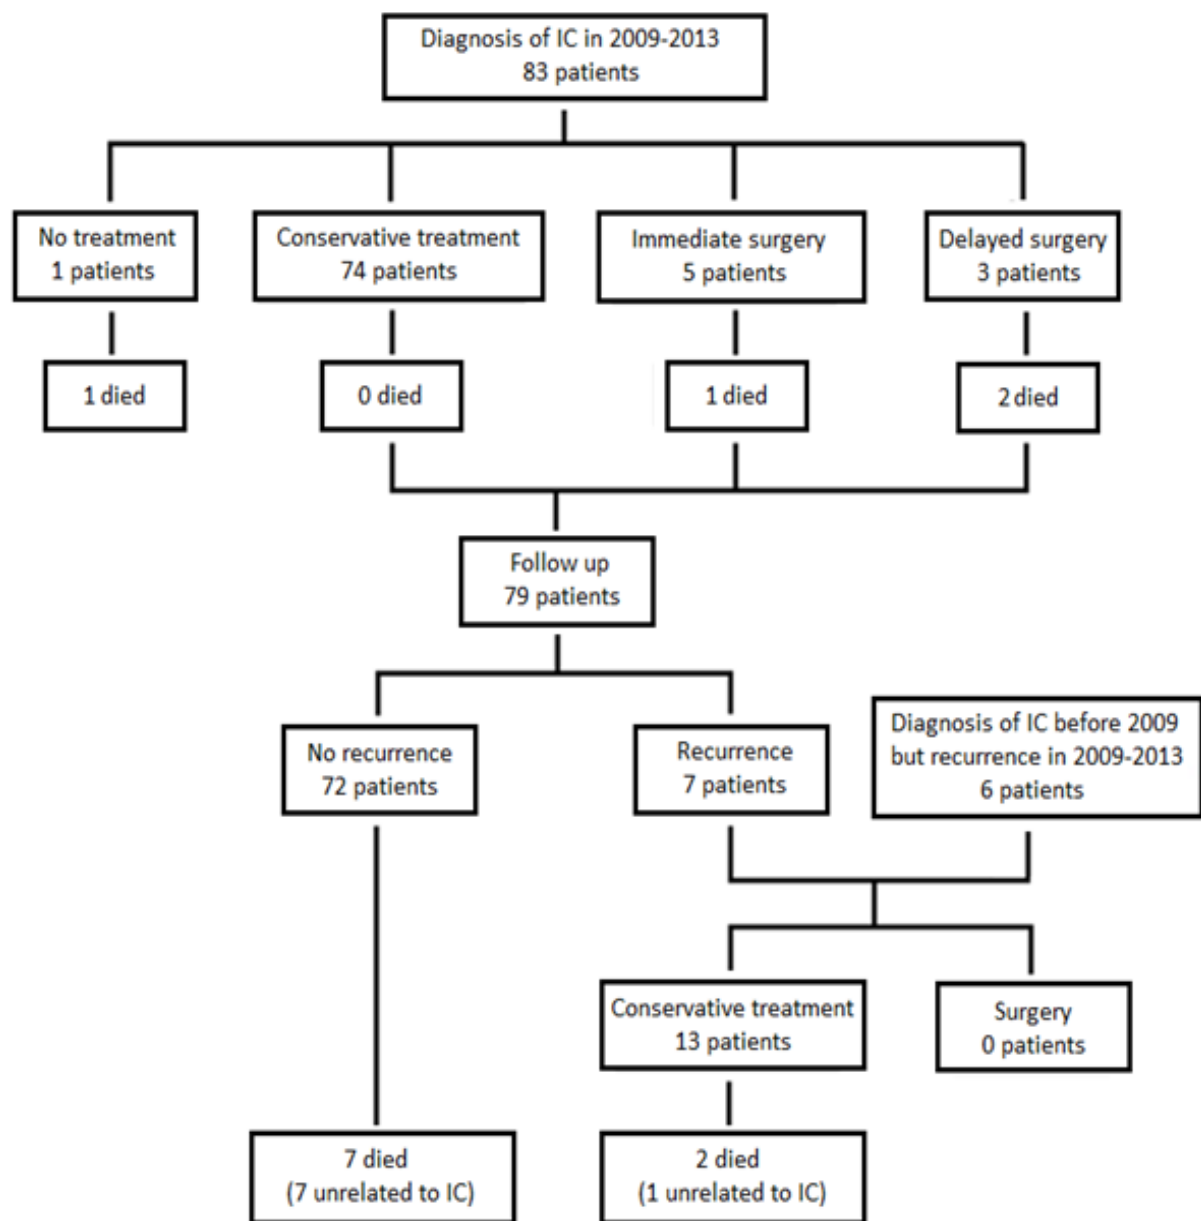 Diagnosis of IC in 2009-2013
83 patients
No treatment
1 patients
Conservative treatment
74 patients
Immediate surgery
5 patients
Delayed surgery
3 patients
1 died
0 died
1 died
2 died
Follow up
79 patients
No recurrence
72 patients
Recurrence
7 patients
Diagnosis of IC before 2009
but recurrence in 2009-2013
6 patients
Conservative treatment
13 patients
Surgery
0 patients
7 died
(7 unrelated to IC)
2 died
(1 unrelated to IC)